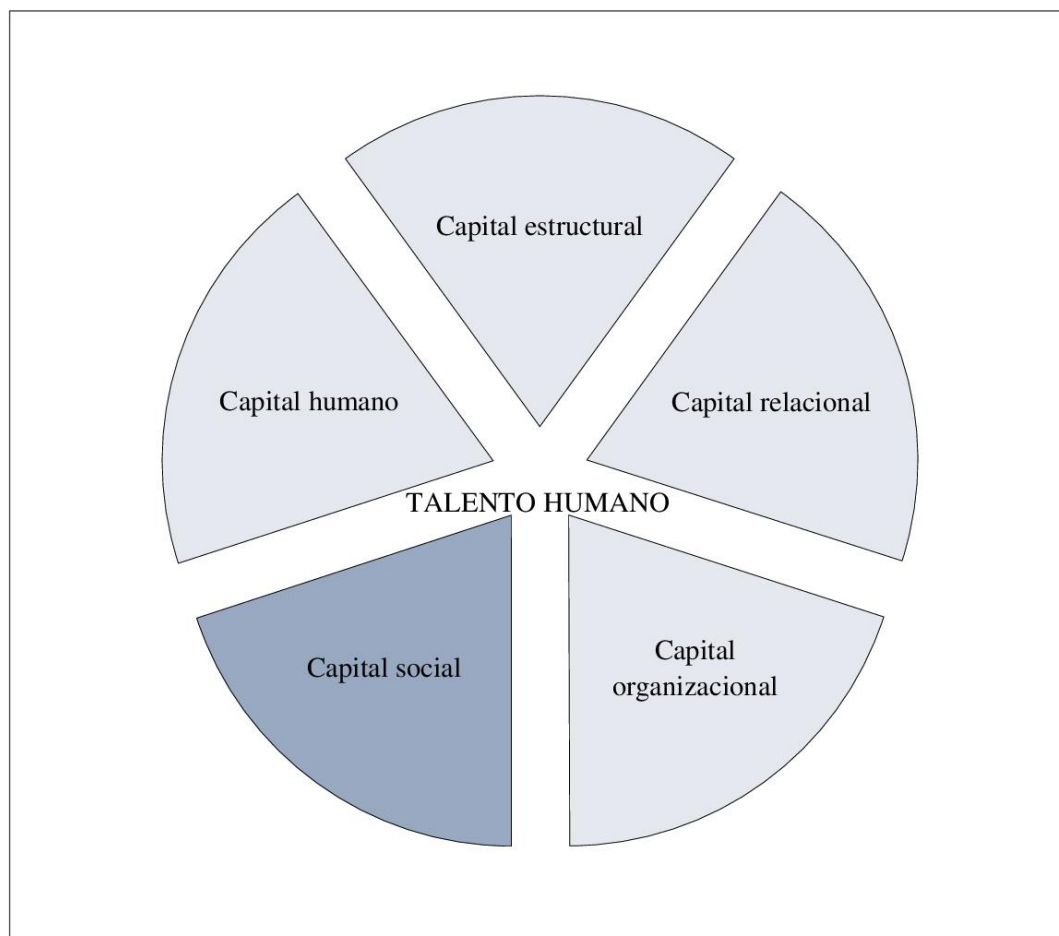 Capital estructural
Capital humano
Capital relacional
TALENTO HUMANO
Capital social
Capital
organizacional